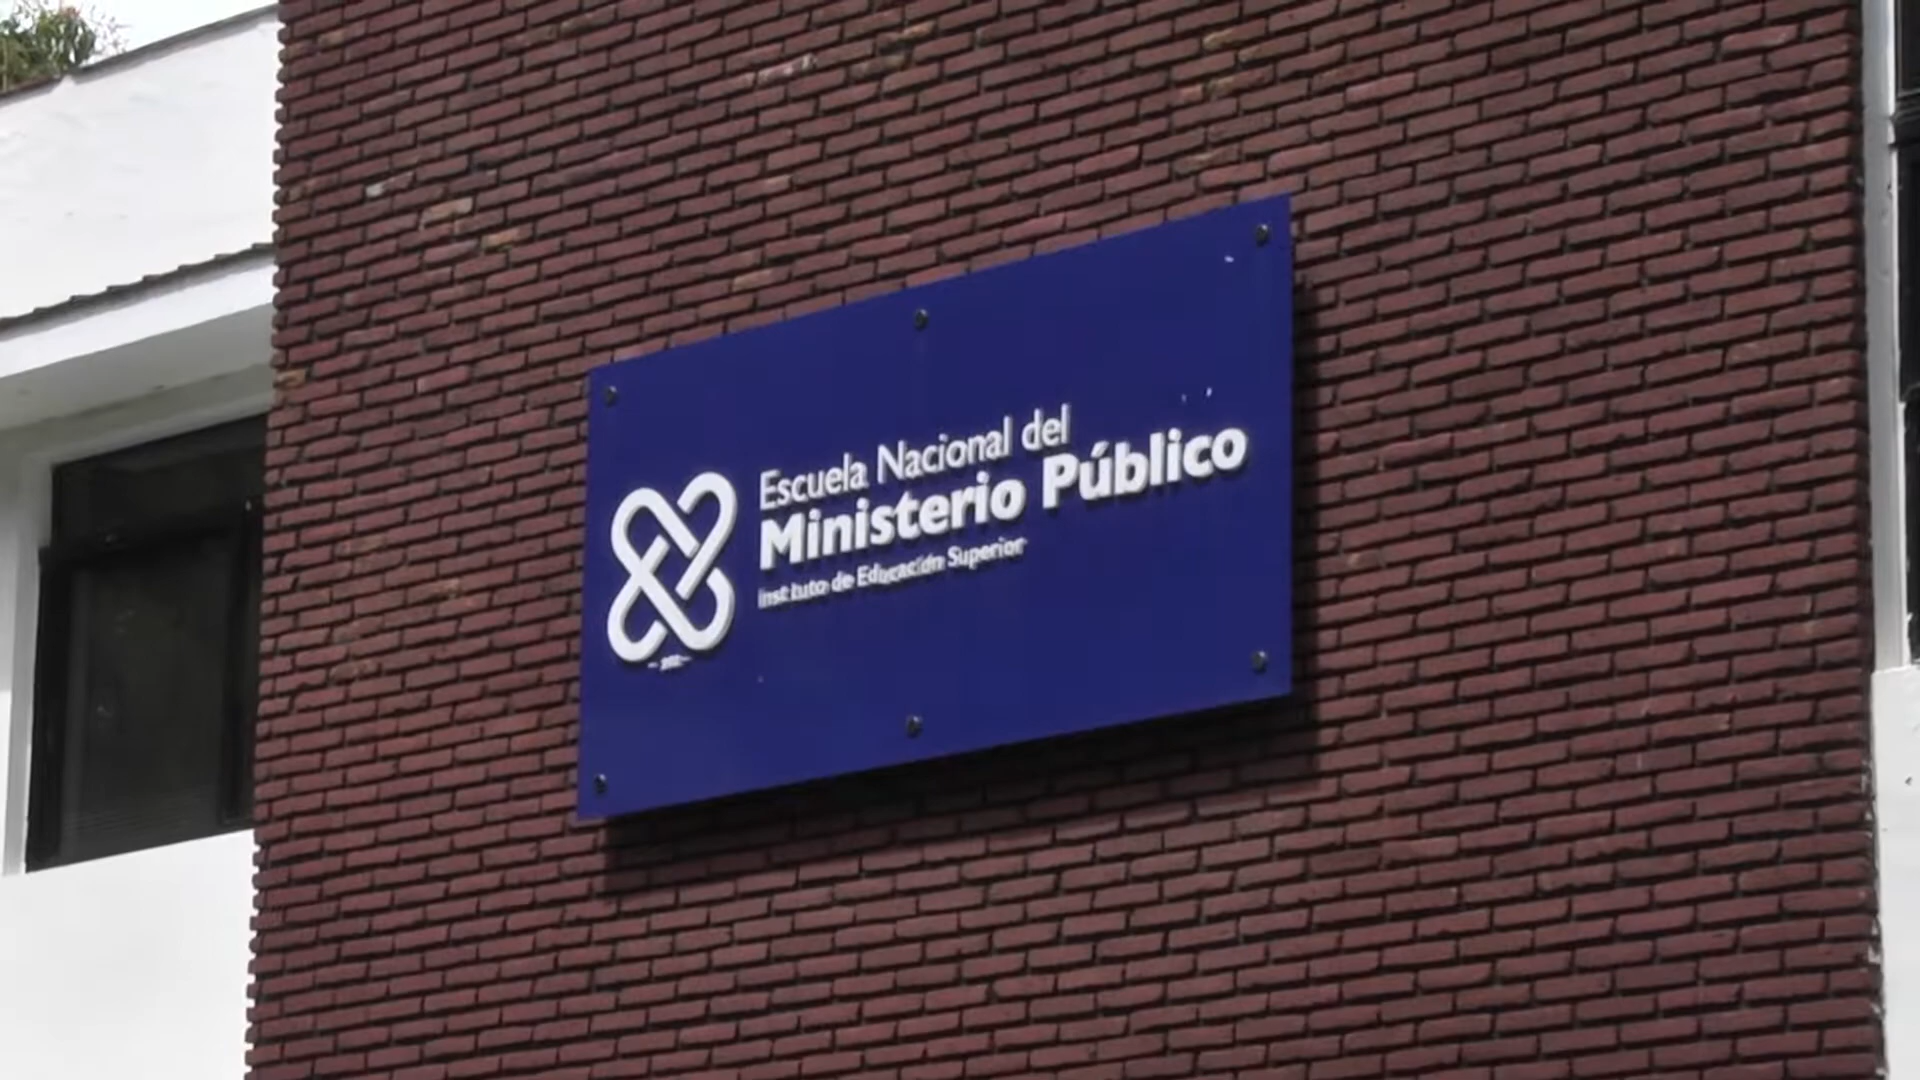 Escuela Nacional del
Ministerio Público
Instituto de Educación Superior